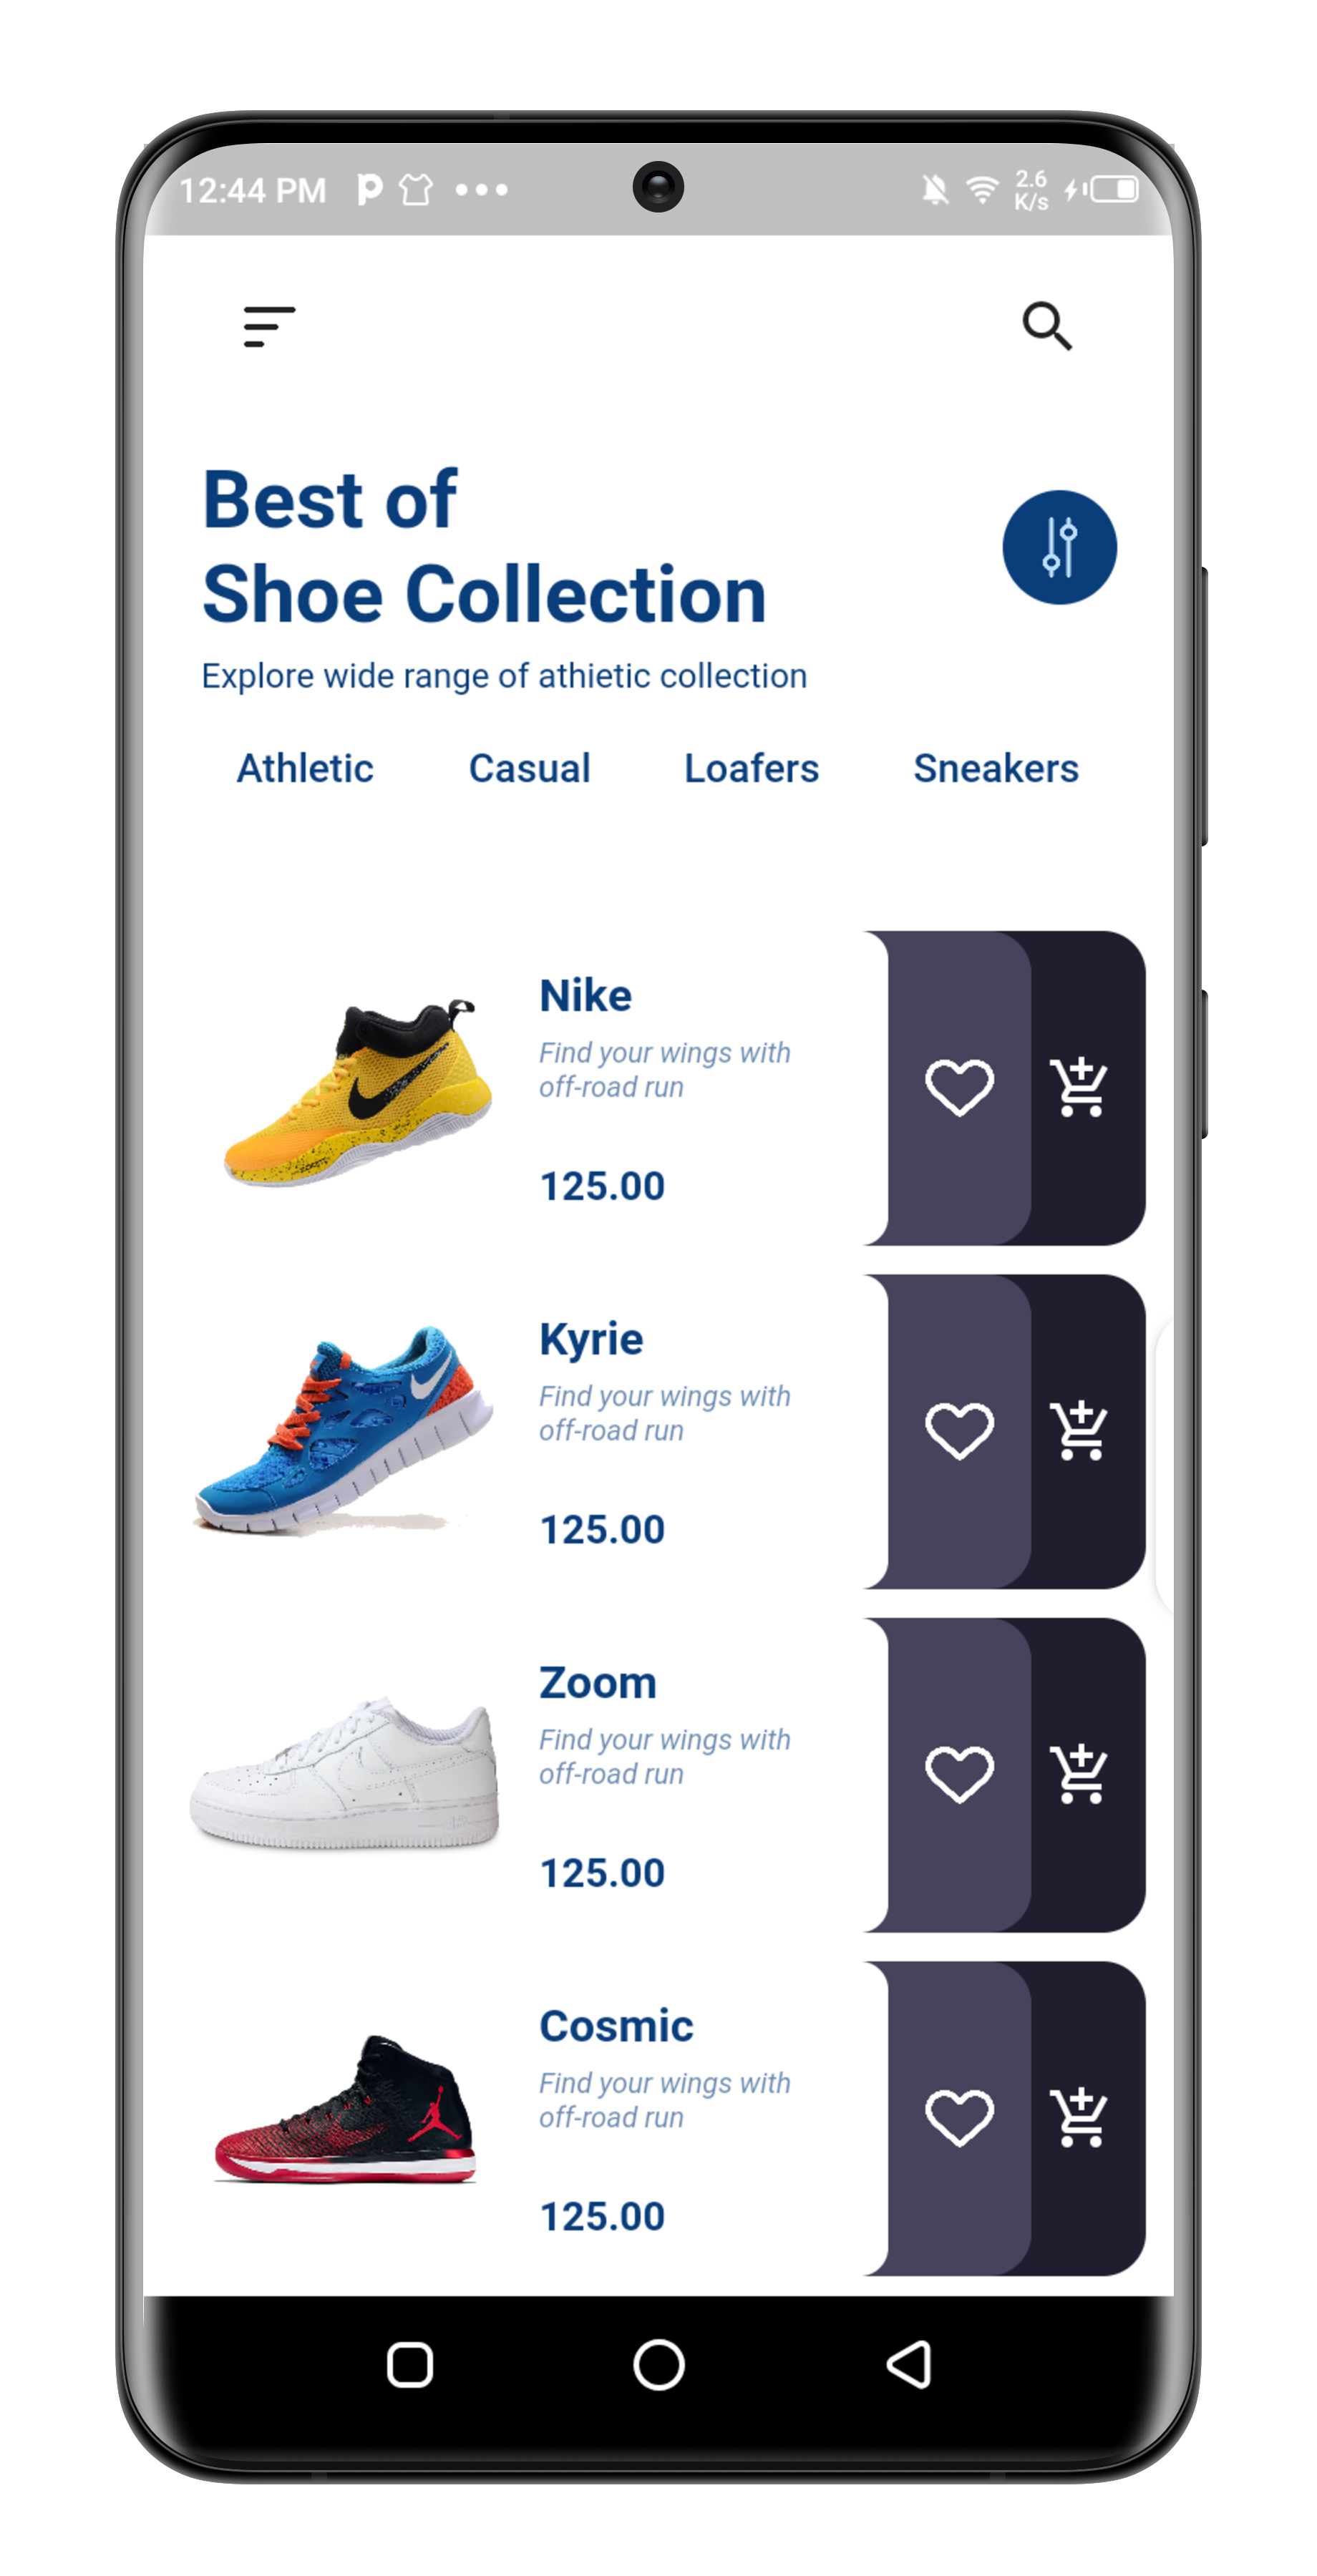 12:44 PM
2.6
K/s
Best of
Shoe Collection
Explore wide range of athietic collection
Athletic Casual Loafers Sneakers
Nike
Find your wings with
off-road run
125.00
Kyrie
Find your wings with
off-road run
125.00
Zoom
Find your wings with
off-road run
125.00
Cosmic
Find your wings with
off-road run
125.00